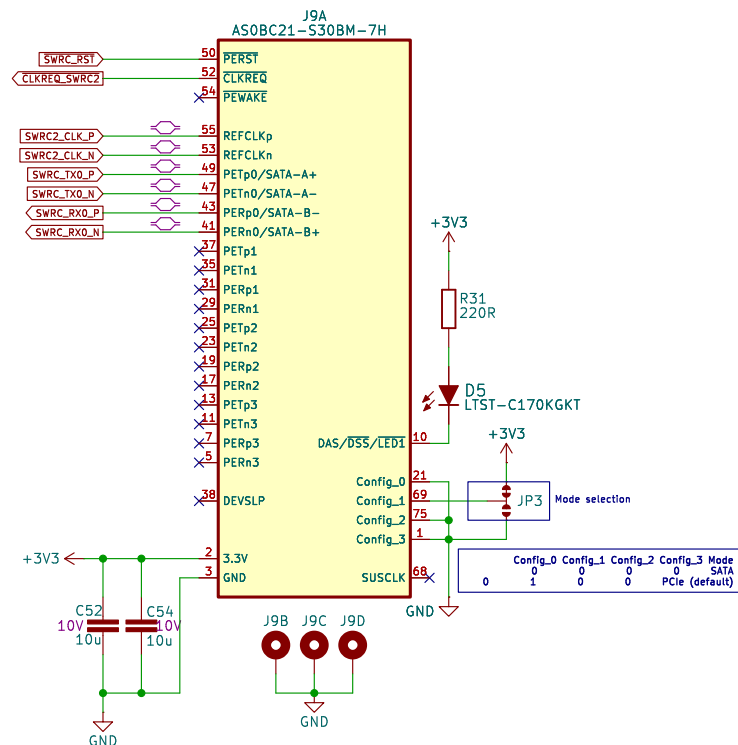 J9A
AS0BC21-S30BM-7H
SWRC_RST 50 PERST
CLKREQ_SWRC2 52 CLKREQ
54 PEWAKE
SWRC2_CLK_P 55 REFCLKp
SWRC2_CLK_N 53 REFCLKn
SWRC_TX0_P 49 PETp0/SATA-A+
SWRC_TX0_N 47 PETn0/SATA-A-
SWRC_RX0_P 43 PERp0/SATA-B-
SWRC_RX0_N 41 PERn0/SATA-B+
37 PETp1
35 PETn1
31 PERp1
29 PERn1
25 PETp2
23 PETn2
19 PERp2
17 PERn2
13 PETp3
11 PETn3
7 PERp3
5 PERn3
38 DEVSLP
+3V3 2 3.3V
3 GND
+3V3
R31
220R
D5
LTST-C170KGKT
DAS/DSS/LED1 10
+3V3
Config_0 21
Config_1 69
Config_2 75
Config_3 1
SUSCLK 68
JP3
Mode selection
Config_0 Config_1 Config_2 Config_3 Mode
0 0 0 SATA
0 1 0 0 PCIe (default)
GND
C52
10V
10u
C54
10V
10u
GND
J9B J9C J9D
GND